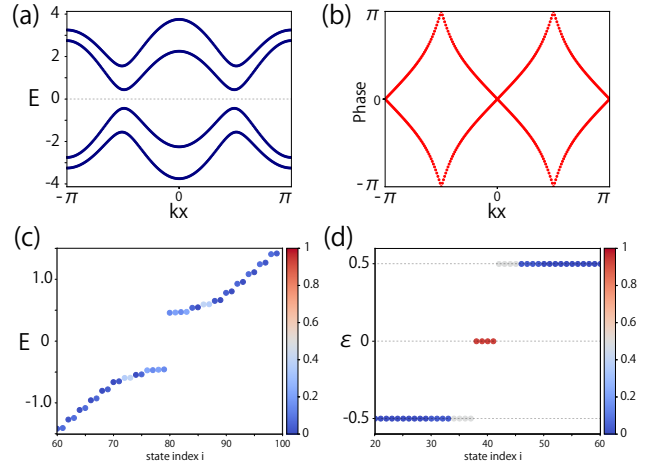 (a)
4
2
E
0
-2
-4
-π
0
π
kx
(b)
π
Phase
0
-π
-π
0
π
kx
(c)
1.0
E
0
-1.0
60
70
80
90
100
state index i
1
0.8
0.6
0.4
0.2
0
(d)
0.5
ε
0
-0.5
20
30
40
50
60
state index i
1
0.8
0.6
0.4
0.2
0